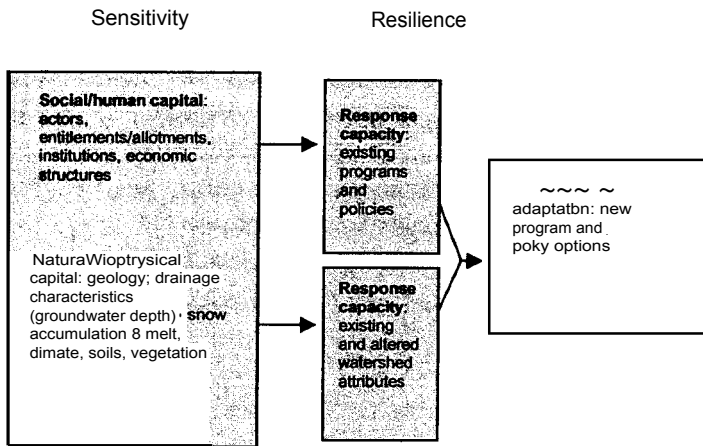 Sensitivity
Resilience
Social/human capital:
actors,
entitlements/allotments,
institutions, economic
structures
NaturaWioptrysical
capital: geology; drainage
characteristics
(groundwater depth) · snow
accumulation 8 melt,
dimate, soils, vegetation
Response
capacity:
existing
programs
and
policies
Response
capacity:
existing
and altered
watershed
attributes
~~~ ~
adaptatbn: new
program and .
poky options